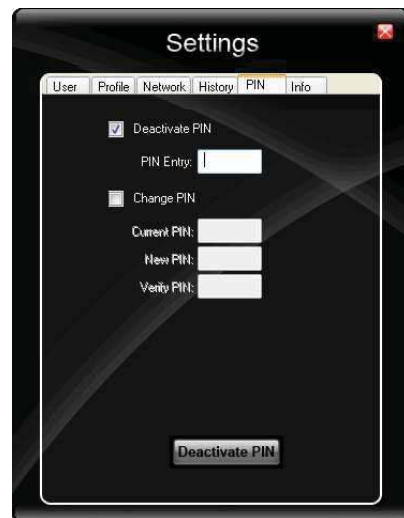 Settings
User Profile Network History PIN Info
Deactivate PIN
PIN Entry:
Change PIN
Current PIN:
New PIN:
Verify PIN:
Deactivate PIN